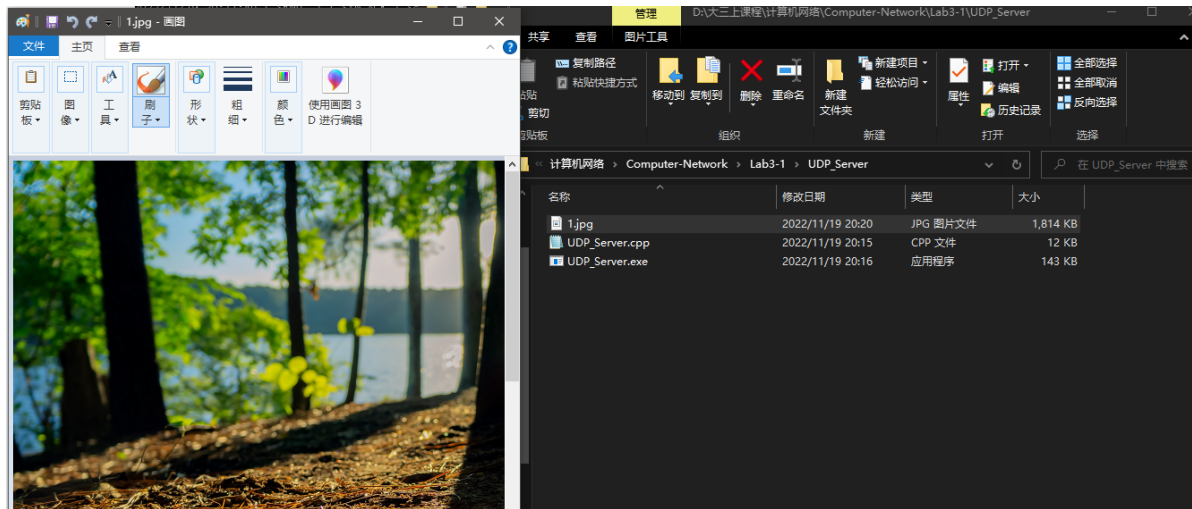 1.jpg - 画图
文件 主页 查看
剪贴板
图像
工具
刷子
形状
粗细
颜色
使用画图 3D 进行编辑
管理
D:\大三上课程\计算机网络\Computer-Network\Lab3-1\UDP_Server
共享 查看 图片工具
复制路径
粘贴快捷方式
剪切
移动到 复制到 删除 重命名
新建文件夹
新建项目
轻松访问
属性
打开
编辑
历史记录
全部选择
全部取消
反向选择
组织 新建 打开 选择
« 计算机网络 › Computer-Network › Lab3-1 › UDP_Server
在 UDP_Server 中搜索
名称 修改日期 类型 大小
1.jpg 2022/11/19 20:20 JPG 图片文件 1,814 KB
UDP_Server.cpp 2022/11/19 20:15 CPP 文件 12 KB
UDP_Server.exe 2022/11/19 20:16 应用程序 143 KB